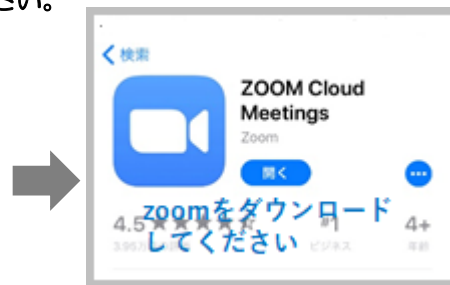 さい。
検索
ZOOM Cloud
Meetings
Zoom
開く
zoomをダウンロード
してください
4.5 #1 4+
ビジネス 年齢